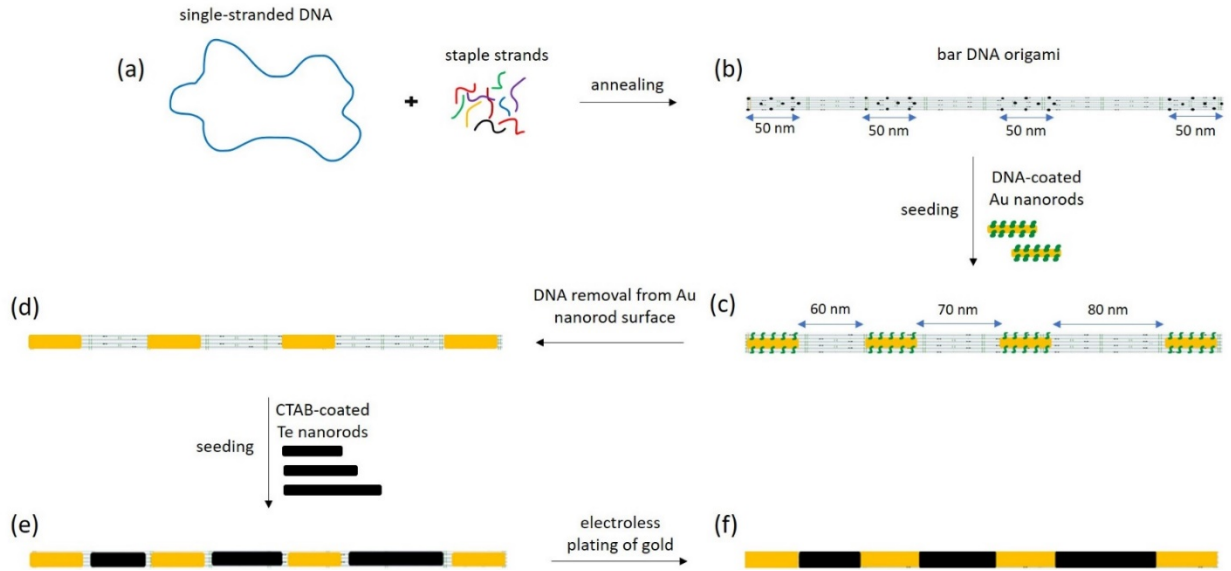 single-stranded DNA
(a)
staple strands
+
annealing
(b)
bar DNA origami
50 nm
50 nm
50 nm
50 nm
seeding
DNA-coated
Au nanorods
(c)
60 nm
70 nm
80 nm
DNA removal from Au
nanorod surface
(d)
seeding
CTAB-coated
Te nanorods
(e)
electroless
plating of gold
(f)